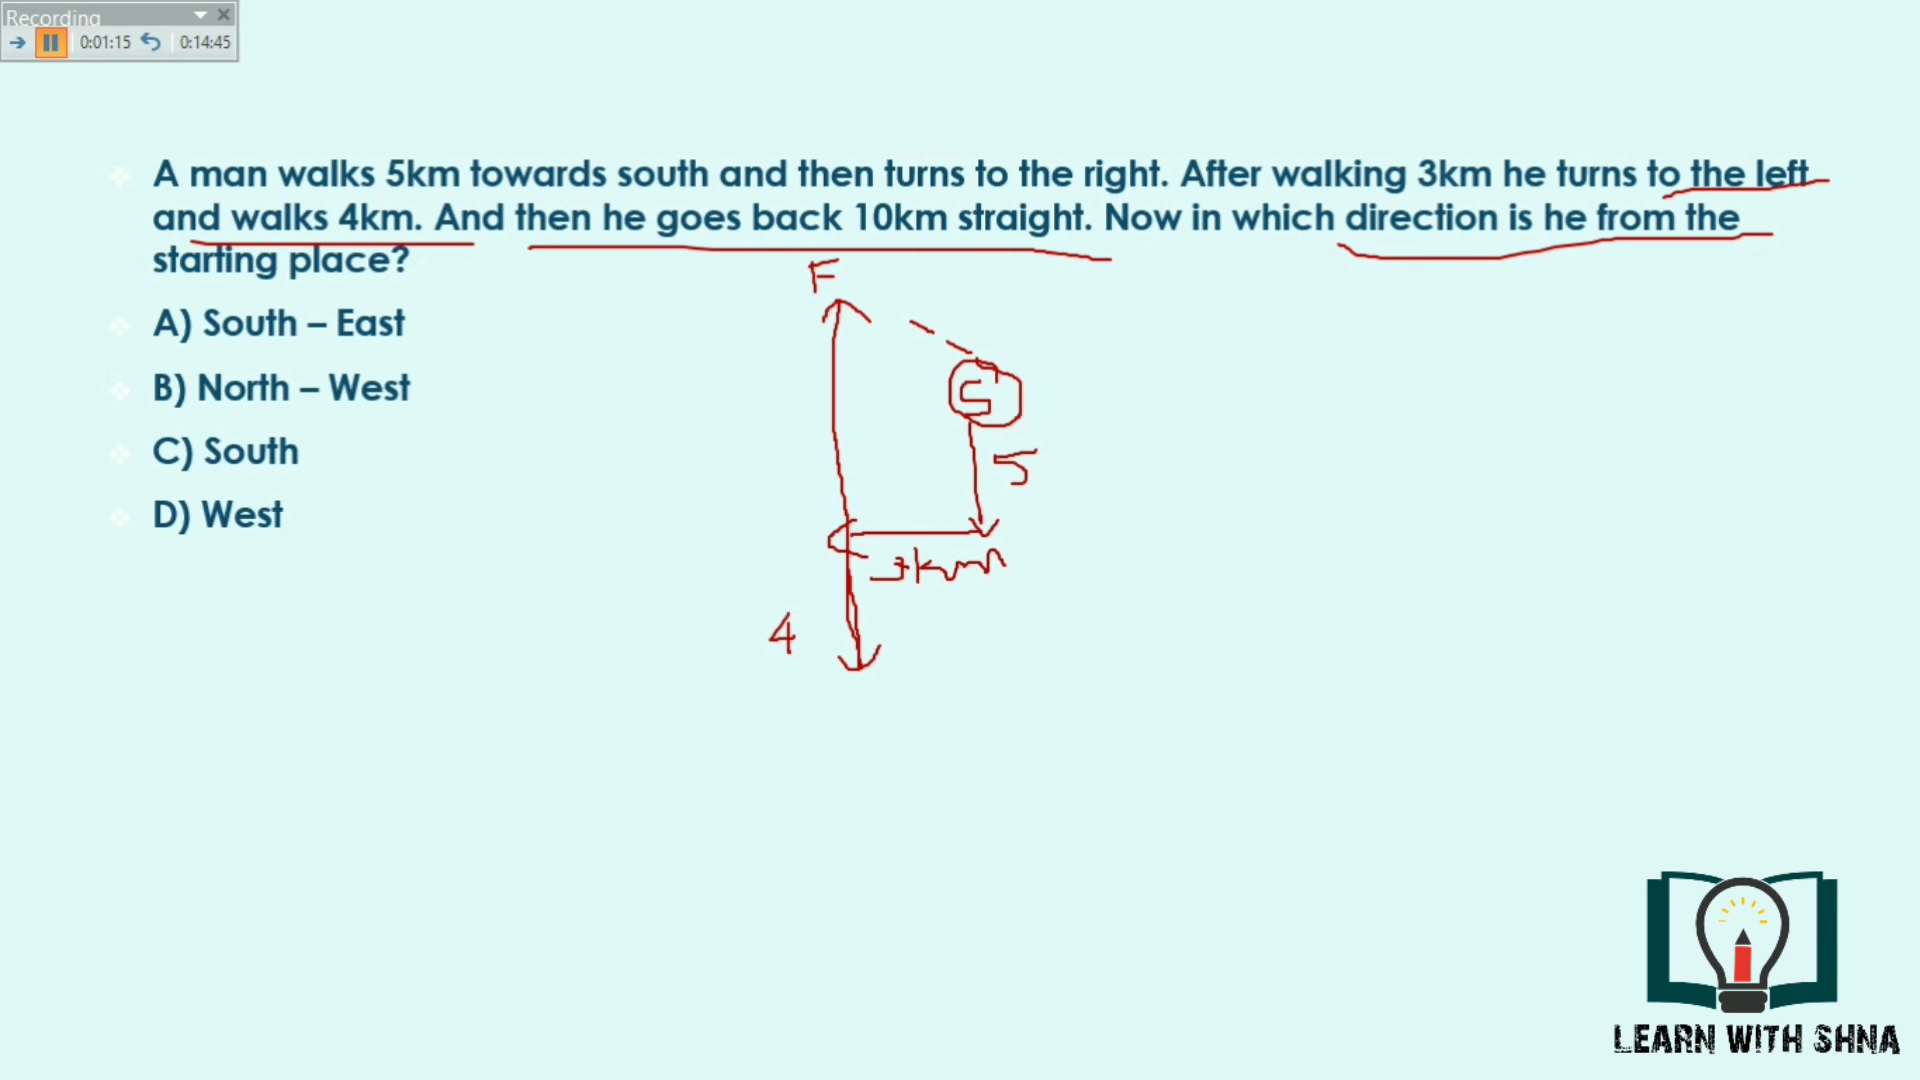 Recording
0:01:15 0:14:45
A man walks 5km towards south and then turns to the right. After walking 3km he turns to the left
and walks 4km. And then he goes back 10km straight. Now in which direction is he from the
starting place?
A) South – East
B) North – West
C) South
D) West
F
S
5
3km
4
LEARN WITH SHNA